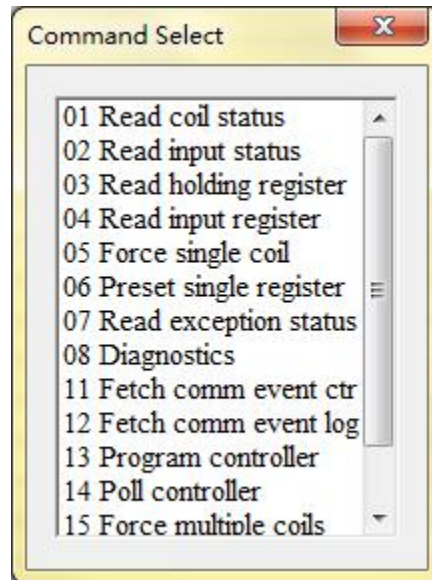 Command Select
01 Read coil status
02 Read input status
03 Read holding register
04 Read input register
05 Force single coil
06 Preset single register
07 Read exception status
08 Diagnostics
11 Fetch comm event ctr
12 Fetch comm event log
13 Program controller
14 Poll controller
15 Force multiple coils